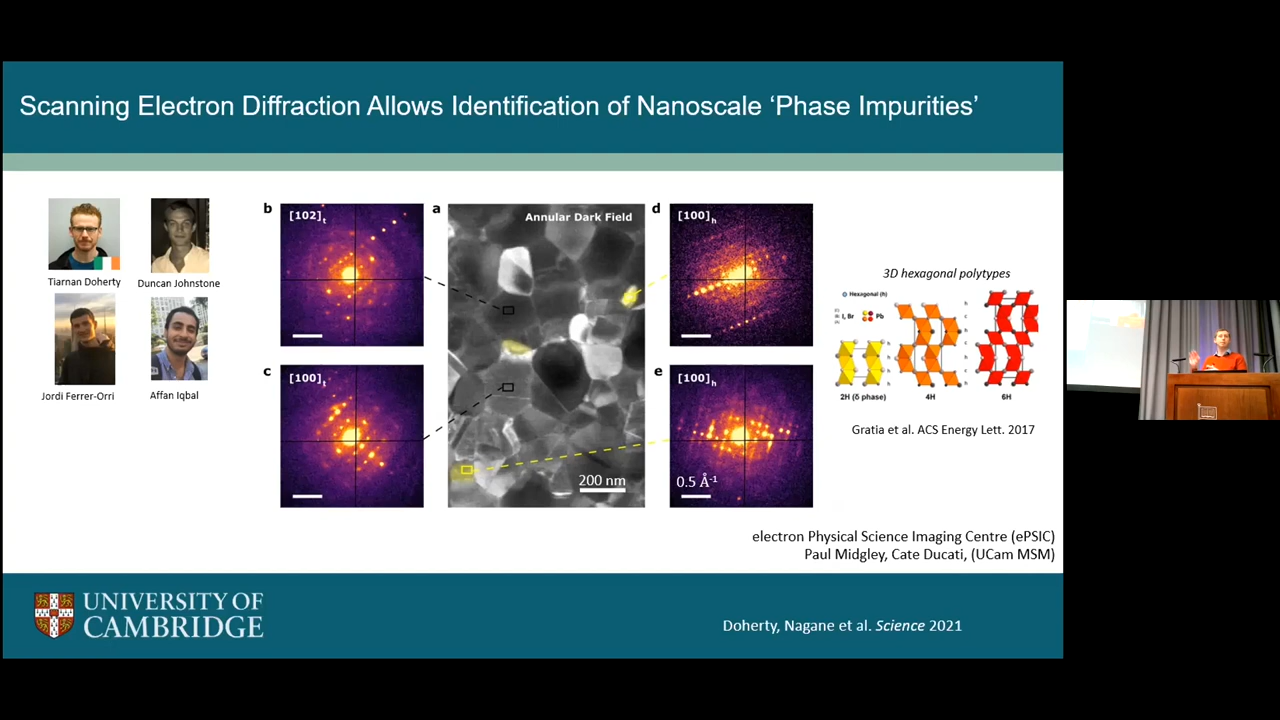 Scanning Electron Diffraction Allows Identification of Nanoscale ‘Phase Impurities’
Tiarnan Doherty
Duncan Johnstone
Jordi Ferrer-Orri
Affan Iqbal
b
[102]t
a
Annular Dark Field
200 nm
d
[100]h
c
[100]t
e
[100]h
0.5 Å-1
3D hexagonal polytypes
Hexagonal (h)
I, Br
Pb
2H (δ phase)
4H
6H
Gratia et al. ACS Energy Lett. 2017
electron Physical Science Imaging Centre (ePSIC)
Paul Midgley, Cate Ducati, (UCam MSM)
UNIVERSITY OF
CAMBRIDGE
Doherty, Nagane et al. Science 2021